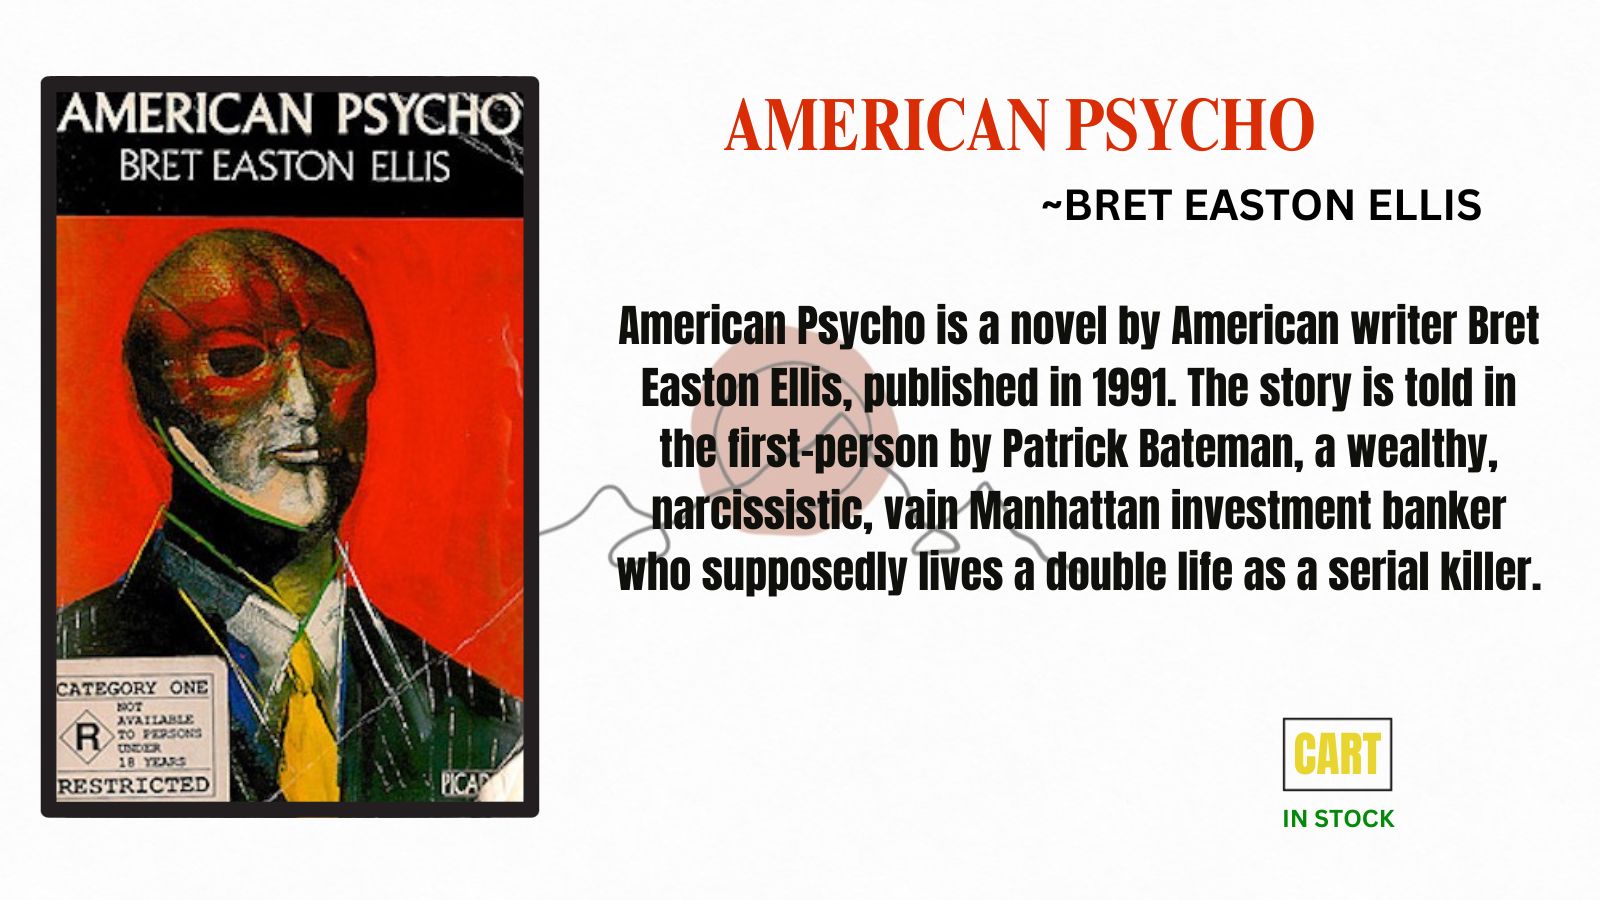 AMERICAN PSYCHO
BRET EASTON ELLIS
CATEGORY ONE
R
NOT
AVAILABLE
TO PERSONS
UNDER
18 YEARS
RESTRICTED
AMERICAN PSYCHO
~BRET EASTON ELLIS
American Psycho is a novel by American writer Bret
Easton Ellis, published in 1991. The story is told in
the first-person by Patrick Bateman, a wealthy,
narcissistic, vain Manhattan investment banker
who supposedly lives a double life as a serial killer.
CART
IN STOCK